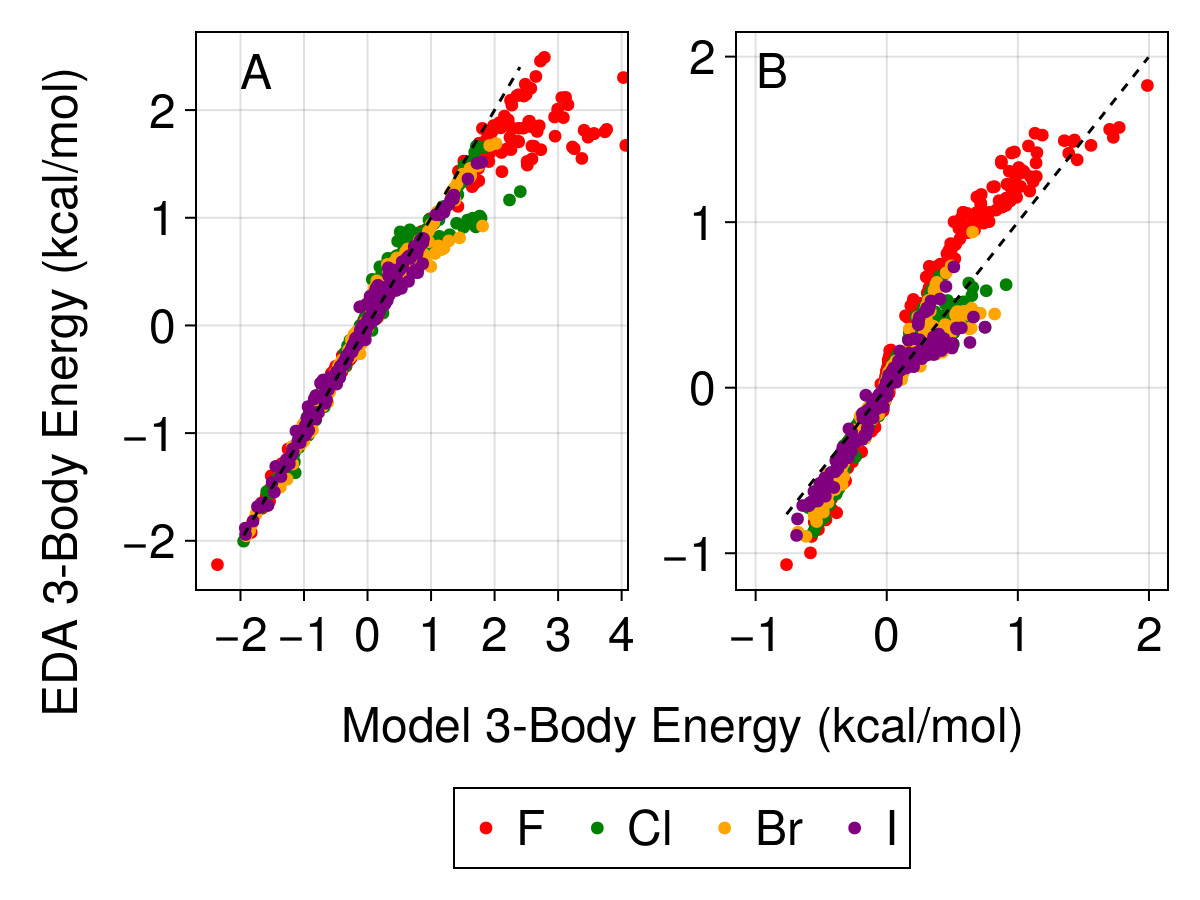 A
B
2
1
0
−1
−2
2
1
0
−1
−2 −1 0 1 2 3 4
−1 0 1 2
EDA 3-Body Energy (kcal/mol)
Model 3-Body Energy (kcal/mol)
F Cl Br I